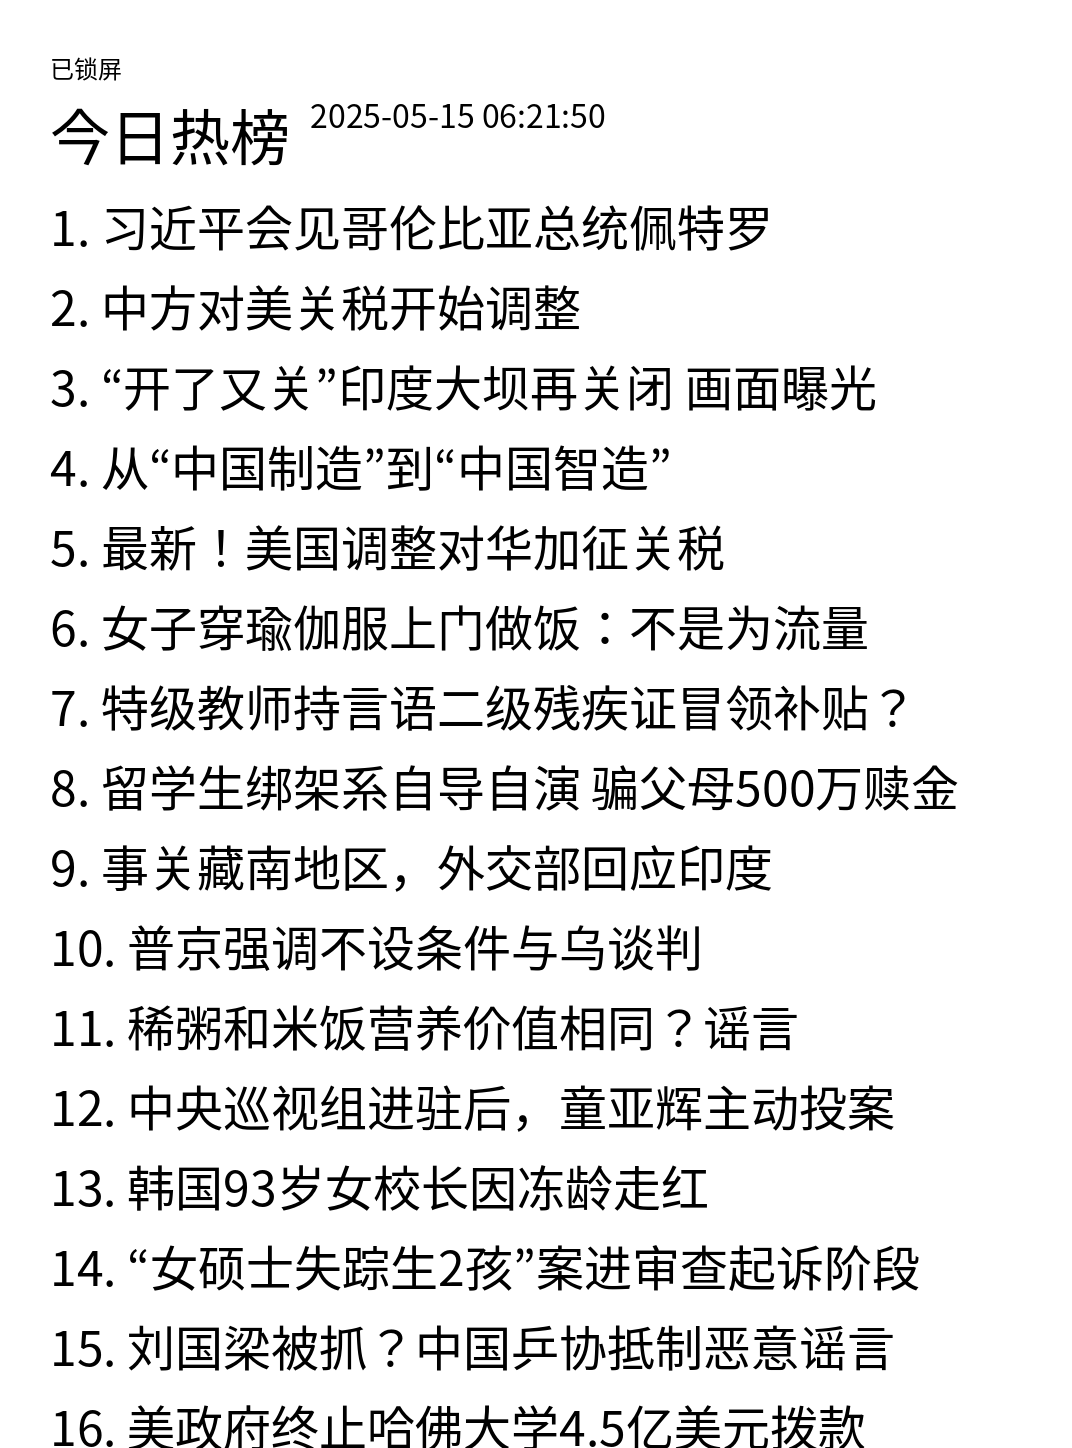 已锁屏
今日热榜 2025-05-15 06:21:50
1. 习近平会见哥伦比亚总统佩特罗
2. 中方对美关税开始调整
3. “开了又关”印度大坝再关闭 画面曝光
4. 从“中国制造”到“中国智造”
5. 最新！美国调整对华加征关税
6. 女子穿瑜伽服上门做饭：不是为流量
7. 特级教师持言语二级残疾证冒领补贴？
8. 留学生绑架系自导自演 骗父母500万赎金
9. 事关藏南地区，外交部回应印度
10. 普京强调不设条件与乌谈判
11. 稀粥和米饭营养价值相同？谣言
12. 中央巡视组进驻后，童亚辉主动投案
13. 韩国93岁女校长因冻龄走红
14. “女硕士失踪生2孩”案进审查起诉阶段
15. 刘国梁被抓？中国乒协抵制恶意谣言
16. 美政府终止哈佛大学4.5亿美元拨款